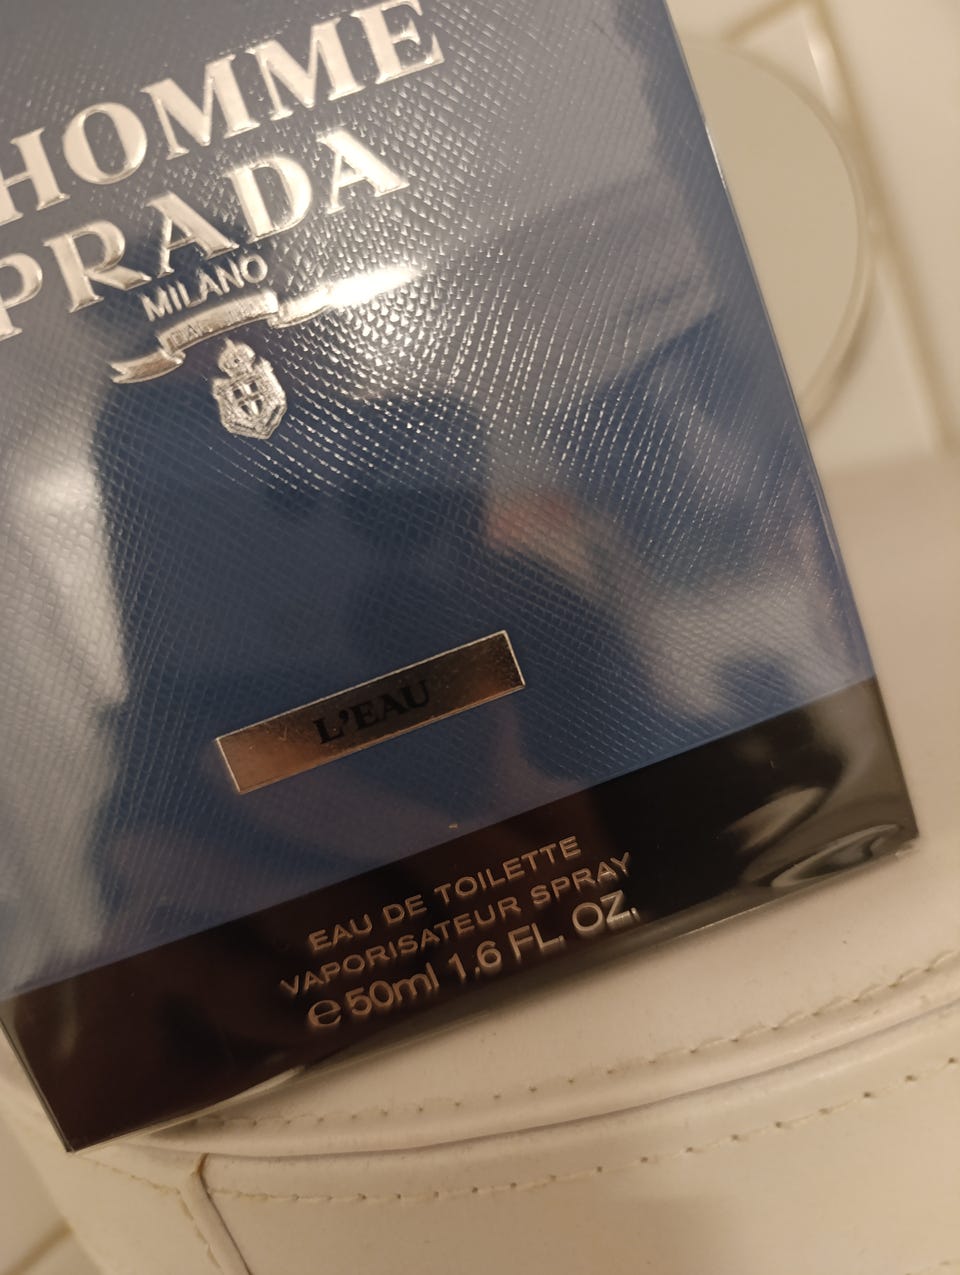 HOMME
PRADA
MILANO
L'EAU
EAU DE TOILETTE
VAPORISATEUR SPRAY
e 50ml 1.6 FL OZ.